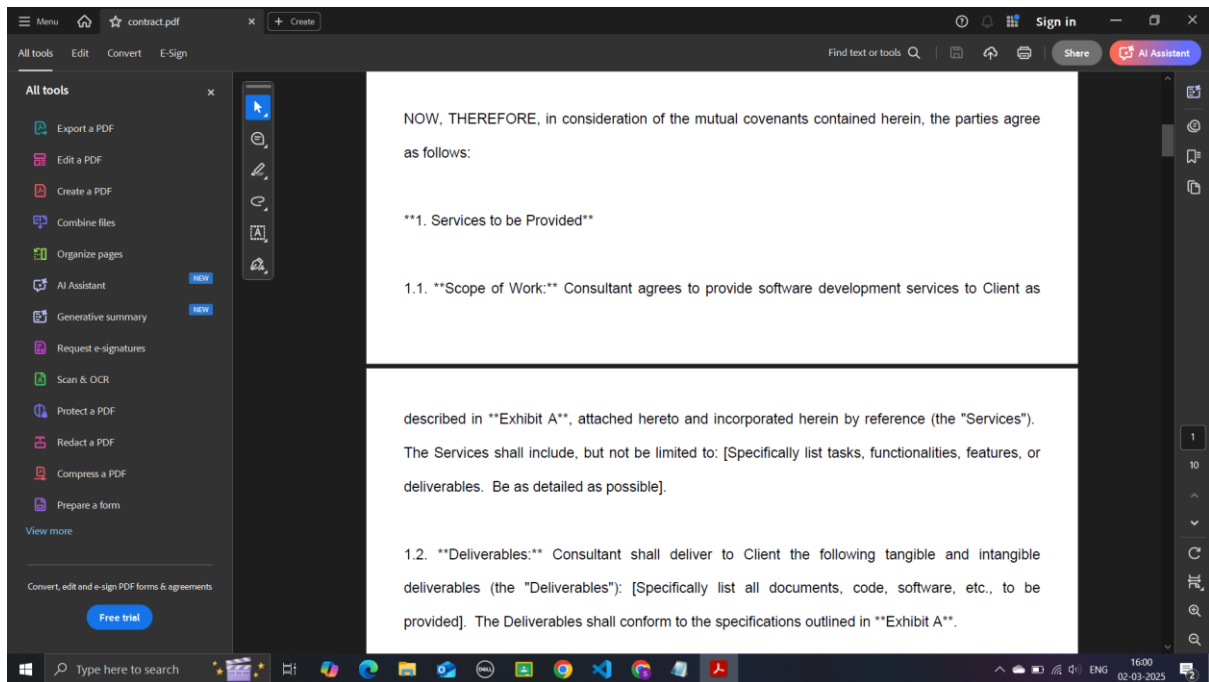 Menu
contract.pdf
×
+ Create
Sign in
All tools Edit Convert E-Sign
Find text or tools
Share
AI Assistant
All tools
×
Export a PDF
Edit a PDF
Create a PDF
Combine files
Organize pages
AI Assistant NEW
Generative summary NEW
Request e-signatures
Scan & OCR
Protect a PDF
Redact a PDF
Compress a PDF
Prepare a form
View more
Convert, edit and e-sign PDF forms & agreements
Free trial
NOW, THEREFORE, in consideration of the mutual covenants contained herein, the parties agree
as follows:
**1. Services to be Provided**
1.1. **Scope of Work:** Consultant agrees to provide software development services to Client as
described in **Exhibit A**, attached hereto and incorporated herein by reference (the "Services").
The Services shall include, but not be limited to: [Specifically list tasks, functionalities, features, or
deliverables. Be as detailed as possible].
1.2. **Deliverables:** Consultant shall deliver to Client the following tangible and intangible
deliverables (the "Deliverables"): [Specifically list all documents, code, software, etc., to be
provided]. The Deliverables shall conform to the specifications outlined in **Exhibit A**.
1
10
Type here to search
DELL
ENG
16:00
02-03-2025
2